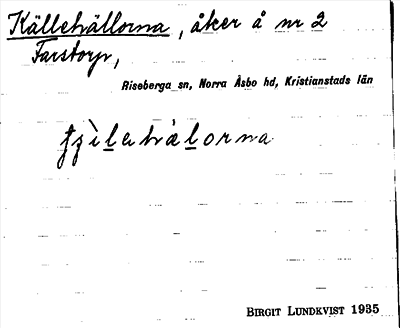 Källehällorna, åker å nr 2
Farstorp,
Riseberga sn, Norra Åsbo hd, Kristianstads län
BIRGIT LUNDKVIST 1935